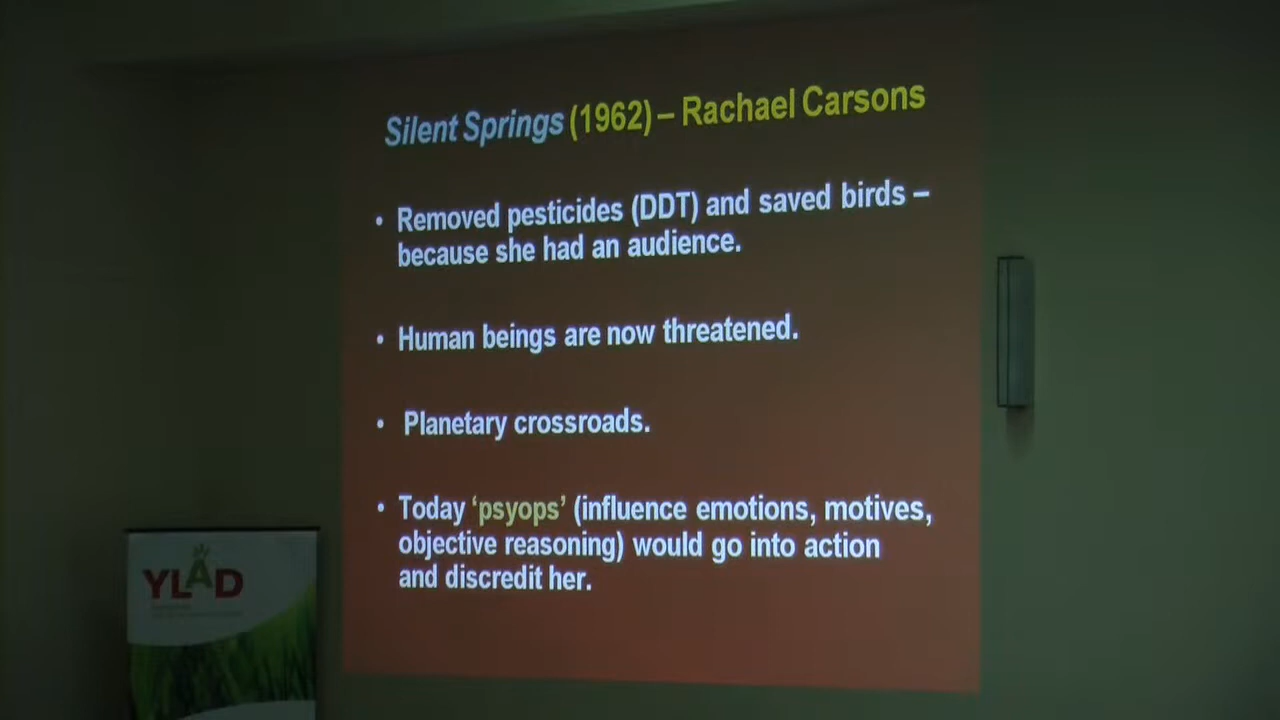 Silent Springs (1962) – Rachael Carsons
• Removed pesticides (DDT) and saved birds –
because she had an audience.
• Human beings are now threatened.
• Planetary crossroads.
• Today ‘psyops’ (influence emotions, motives,
objective reasoning) would go into action
and discredit her.
YLAD